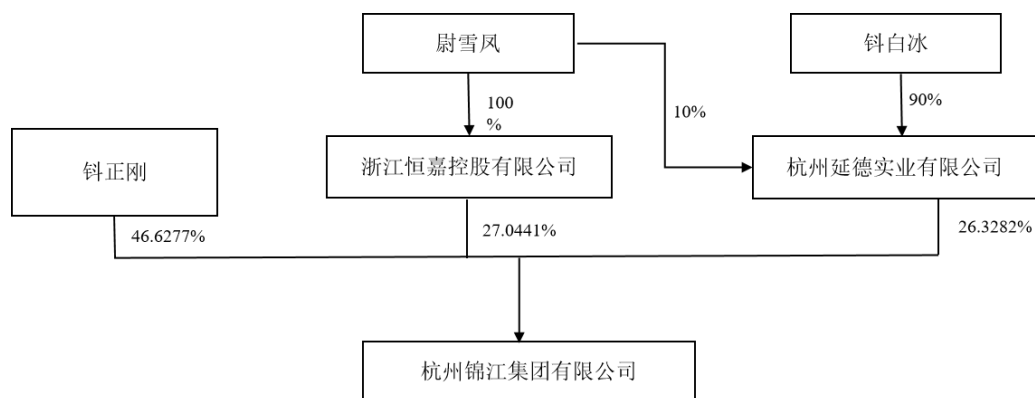 尉雪凤
钭白冰
100
%
10%
90%
钭正刚
浙江恒嘉控股有限公司
杭州延德实业有限公司
46.6277%
27.0441%
26.3282%
杭州锦江集团有限公司